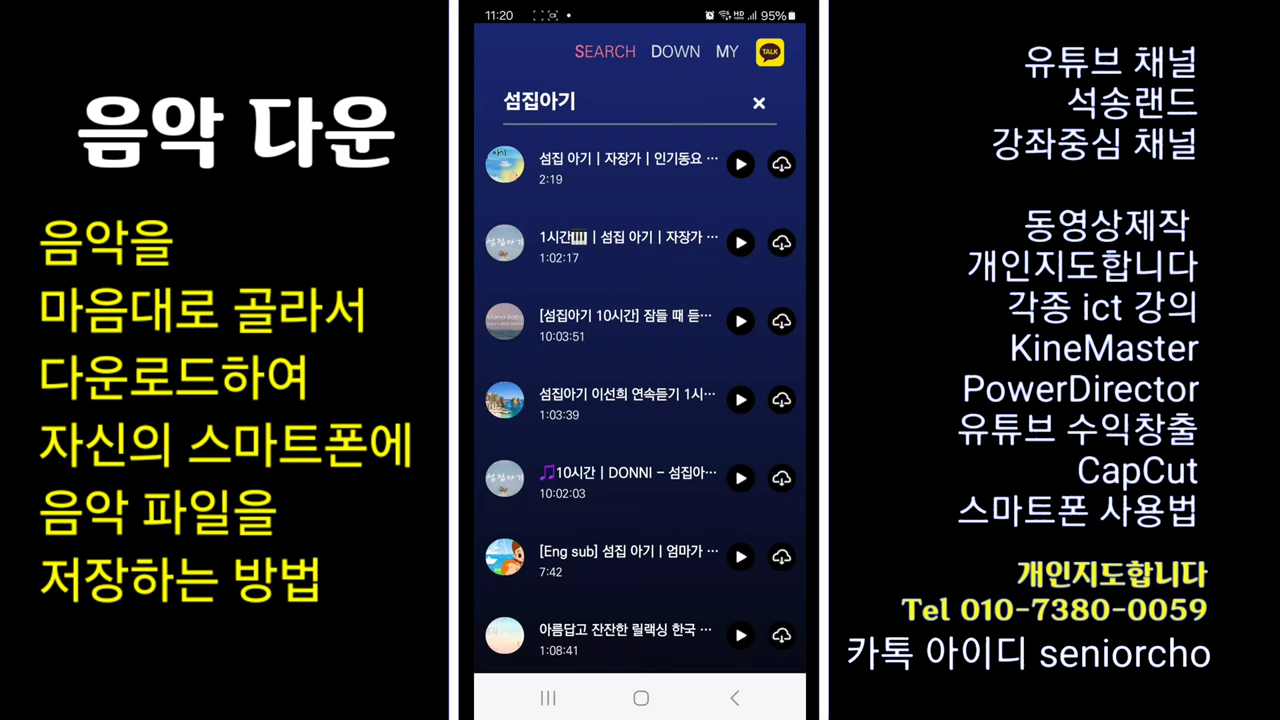 음악 다운
음악을
마음대로 골라서
다운로드하여
자신의 스마트폰에
음악 파일을
저장하는 방법
11:20
HD
95%
SEARCH DOWN MY TALK
섬집아기
섬집 아기 | 자장가 | 인기동요 ···
2:19
1시간🎹 | 섬집 아기 | 자장가 ···
1:02:17
[섬집아기 10시간] 잠들 때 듣···
10:03:51
섬집아기 이선희 연속듣기 1시···
1:03:39
🎵10시간 | DONNI - 섬집아···
10:02:03
[Eng sub] 섬집 아기 | 엄마가 ···
7:42
아름답고 잔잔한 릴랙싱 한국 ···
1:08:41
유튜브 채널
석송랜드
강좌중심 채널
동영상제작
개인지도합니다
각종 ict 강의
KineMaster
PowerDirector
유튜브 수익창출
CapCut
스마트폰 사용법
개인지도합니다
Tel 010-7380-0059
카톡 아이디 seniorcho